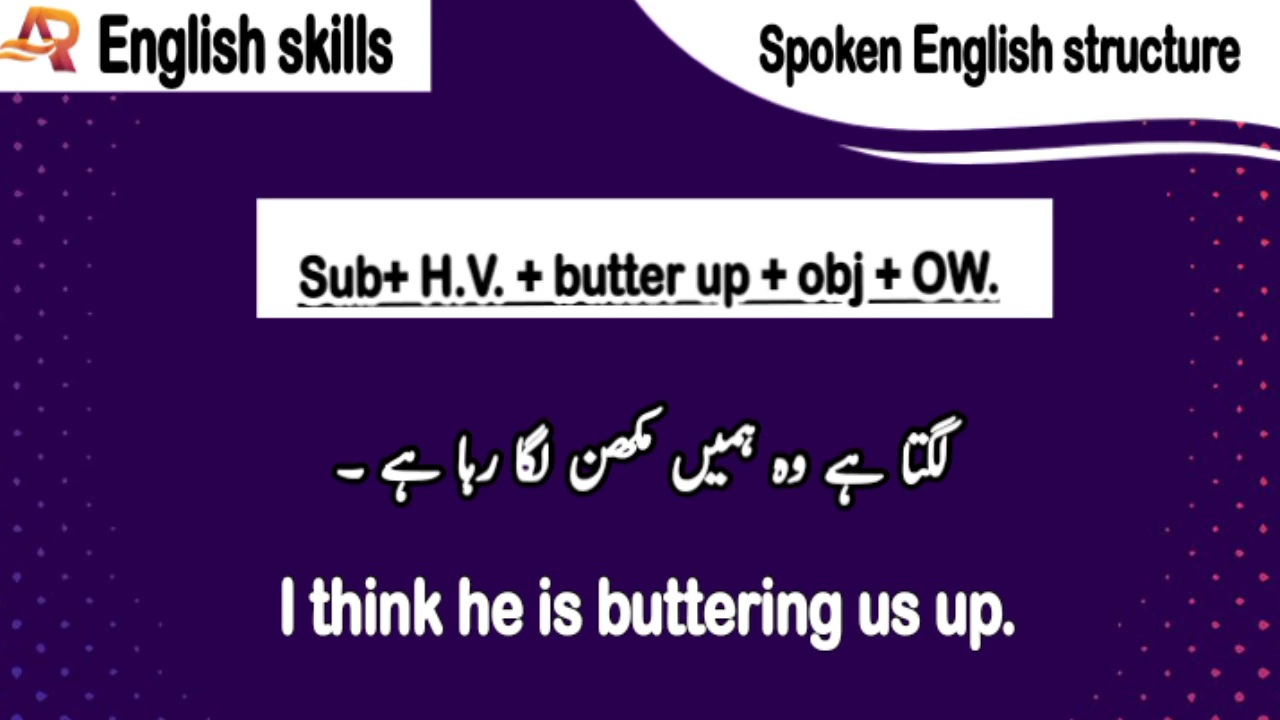 AR English skills
Spoken English structure
Sub+ H.V. + butter up + obj + OW.
لگتا ہے وہ ہمیں مکھن لگا رہا ہے ۔
I think he is buttering us up.